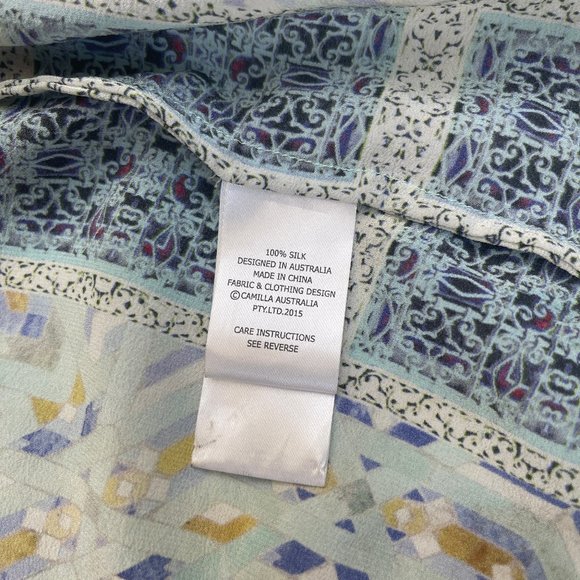 100% SILK
DESIGNED IN AUSTRALIA
MADE IN CHINA
FABRIC & CLOTHING DESIGN
©CAMILLA AUSTRALIA
PTY.LTD.2015
CARE INSTRUCTIONS
SEE REVERSE